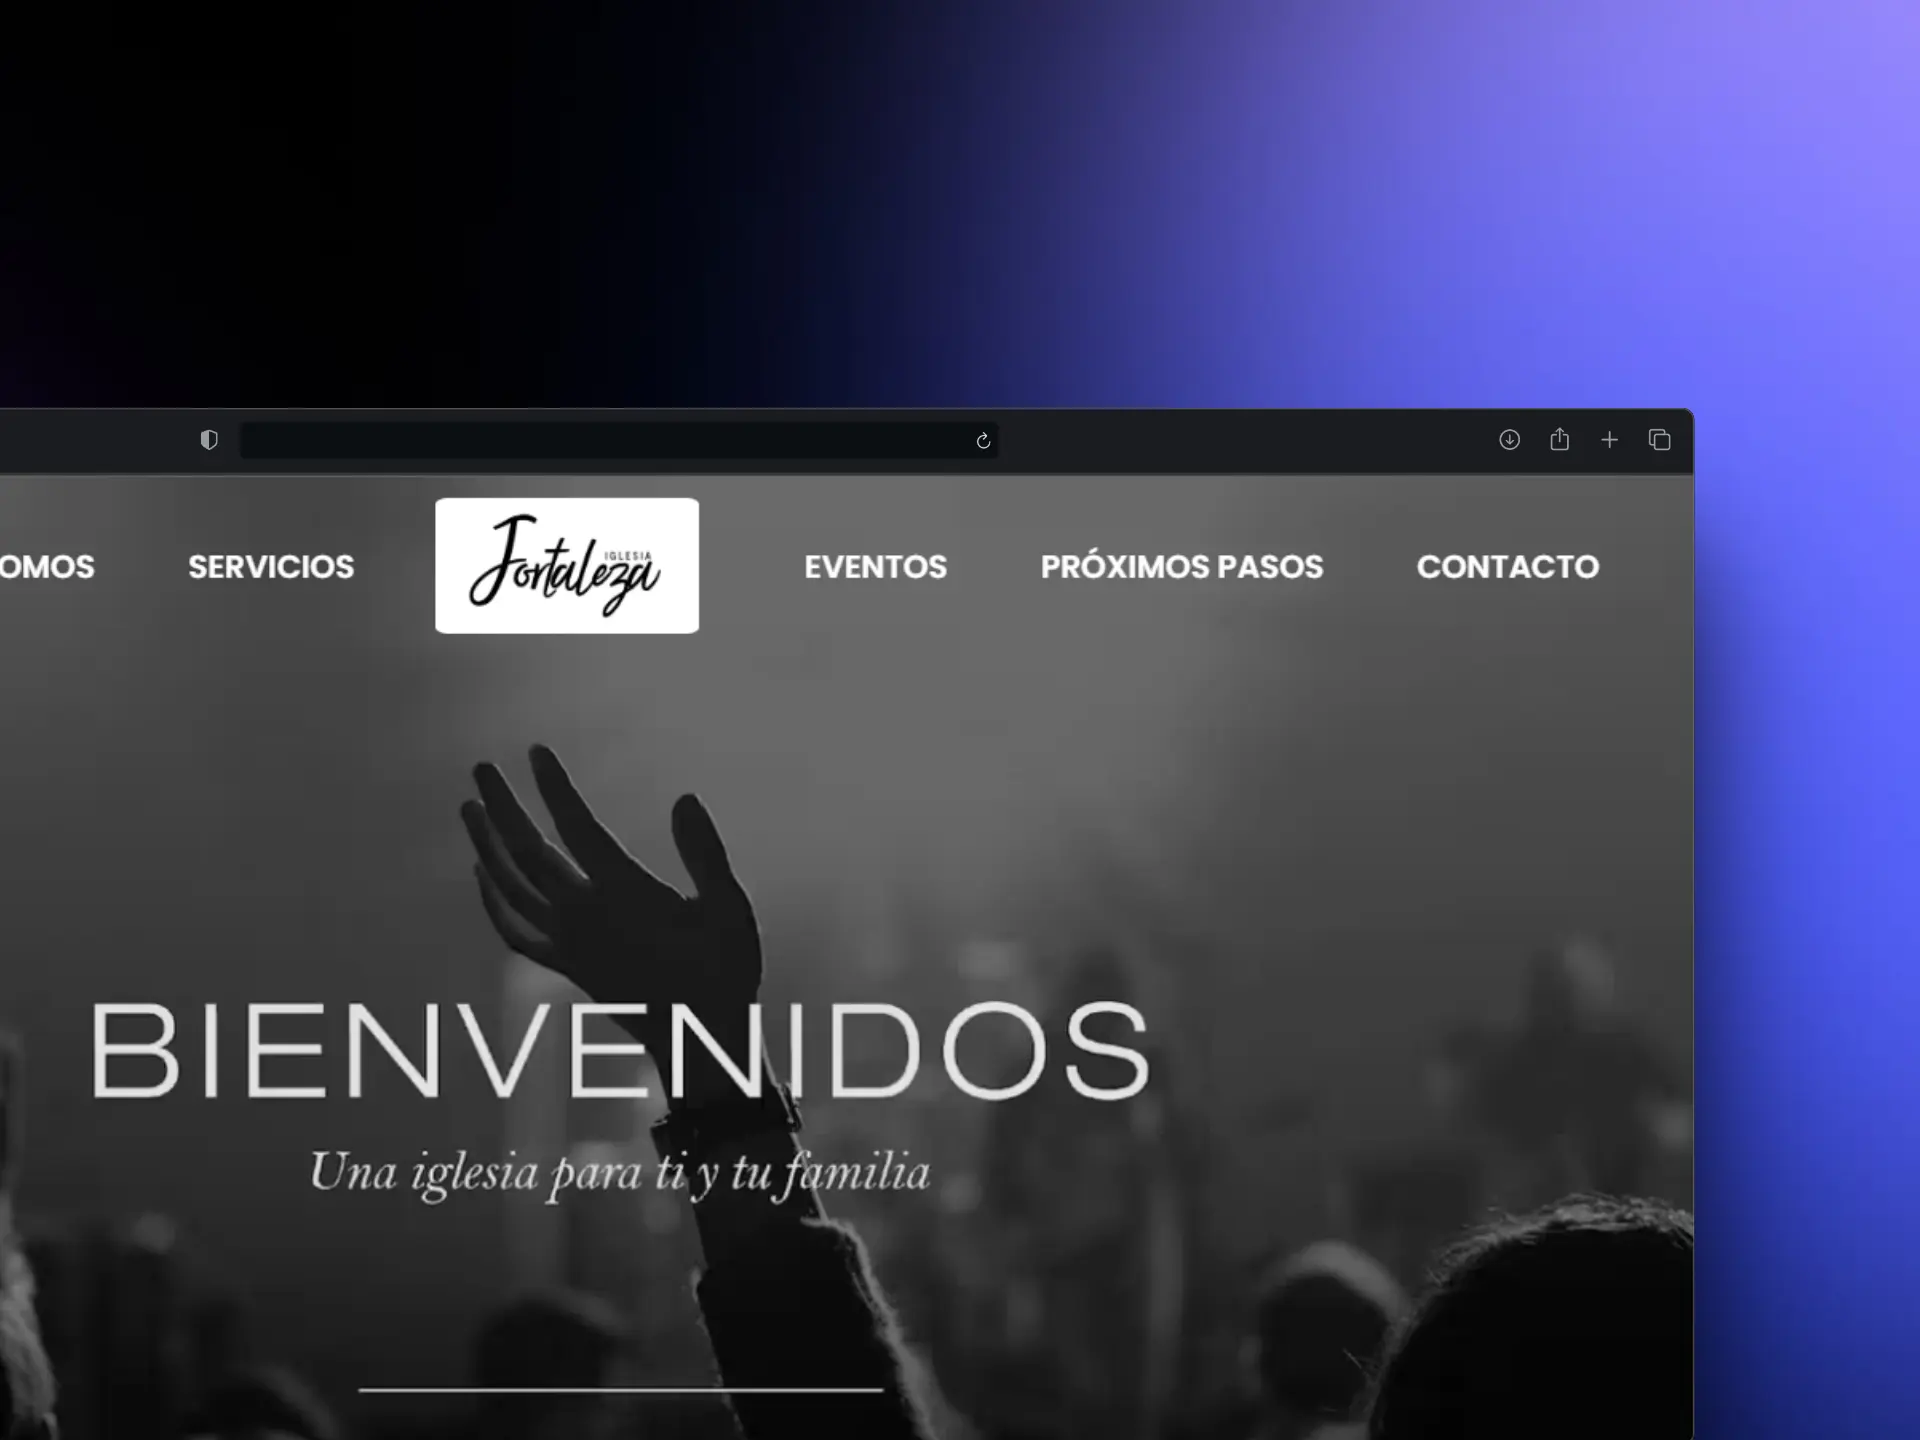 OMOS SERVICIOS IGLESIA Fortaleza EVENTOS PRÓXIMOS PASOS CONTACTO
BIENVENIDOS
Una iglesia para ti y tu familia